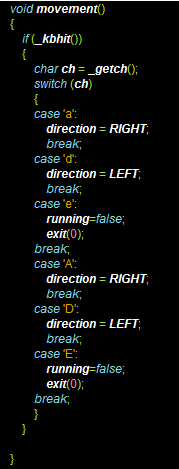 void movement()
{
if (_kbhit())
{
char ch = _getch();
switch (ch)
{
case 'a':
direction = RIGHT;
break;
case 'd':
direction = LEFT;
break;
case 'e':
running=false;
exit(0);
break;
case 'A':
direction = RIGHT;
break;
case 'D':
direction = LEFT;
break;
case 'E':
running=false;
exit(0);
break;
}
}
}